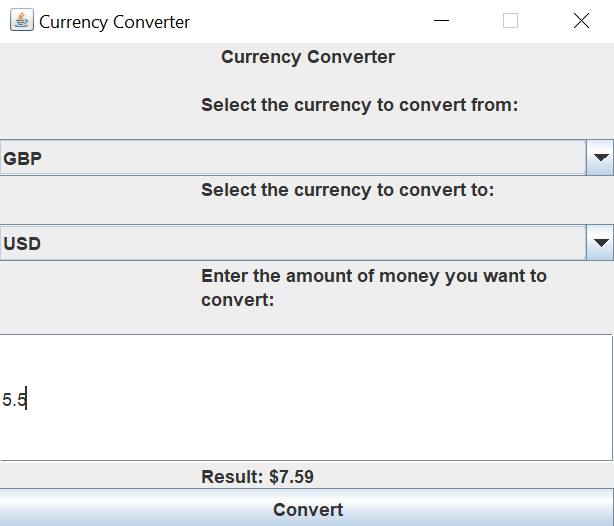 Currency Converter
Currency Converter
Select the currency to convert from:
GBP
Select the currency to convert to:
USD
Enter the amount of money you want to
convert:
5.5
Result: $7.59
Convert